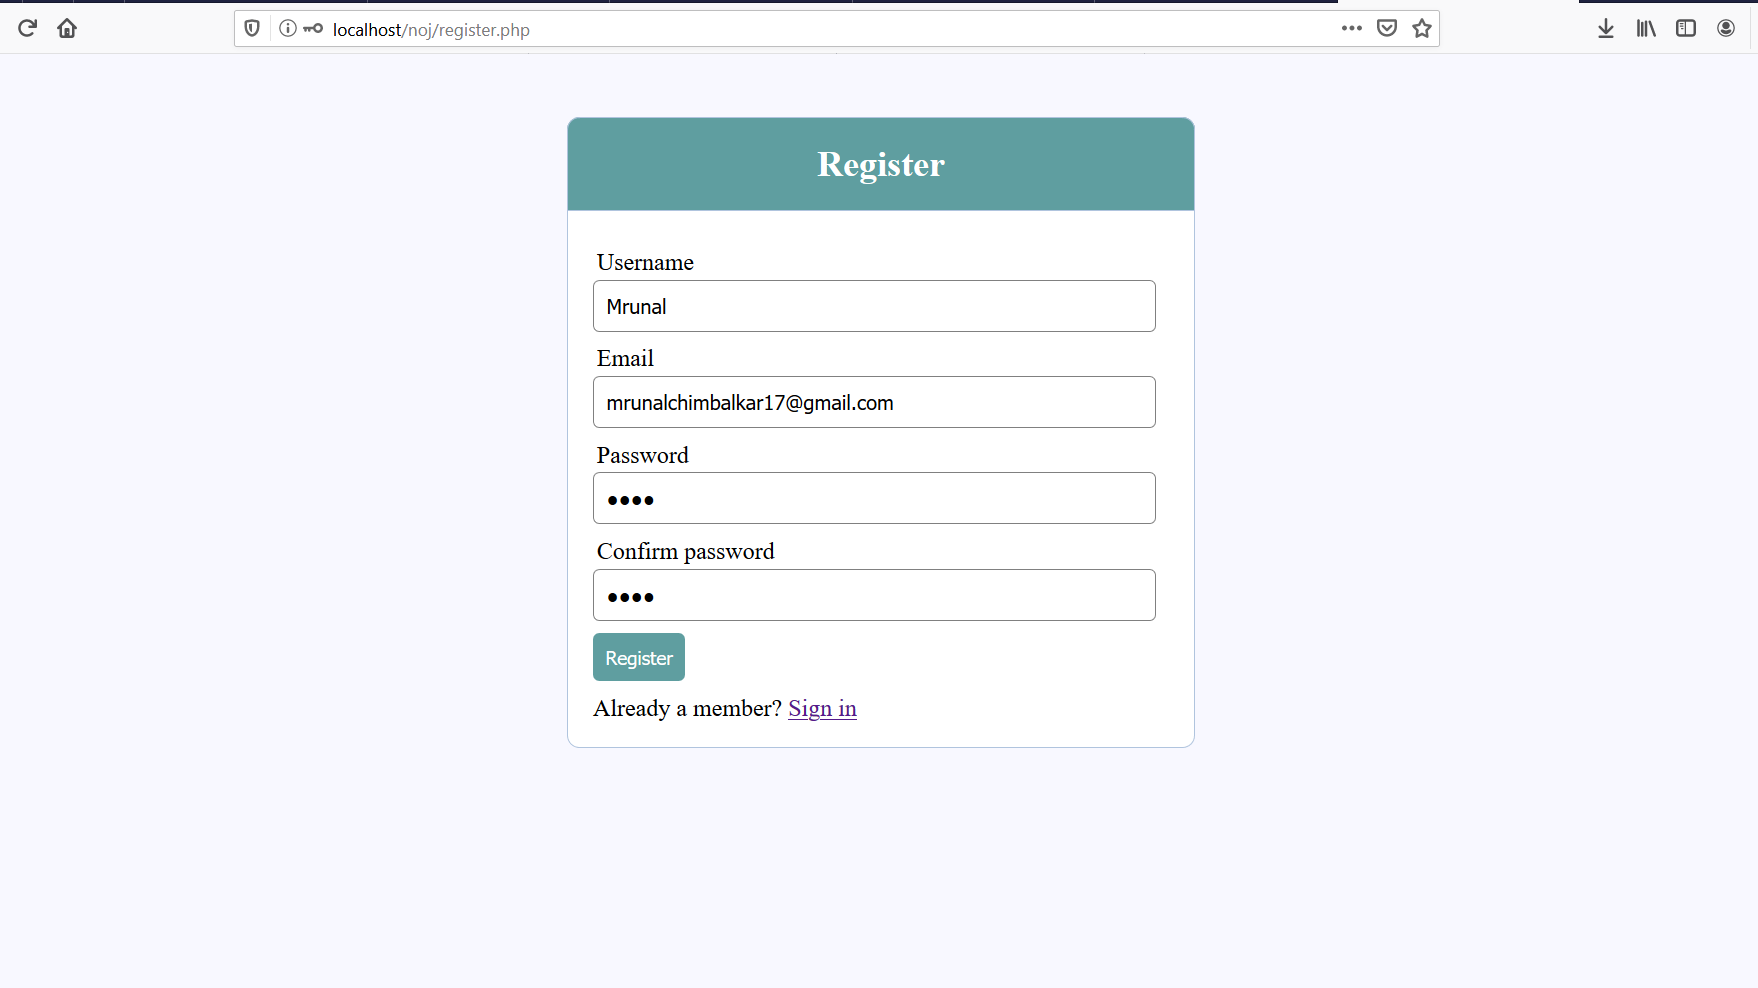 localhost/noj/register.php
Register
Username
Mrunal
Email
mrunalchimbalkar17@gmail.com
Password
●●●●
Confirm password
●●●●
Register
Already a member? Sign in